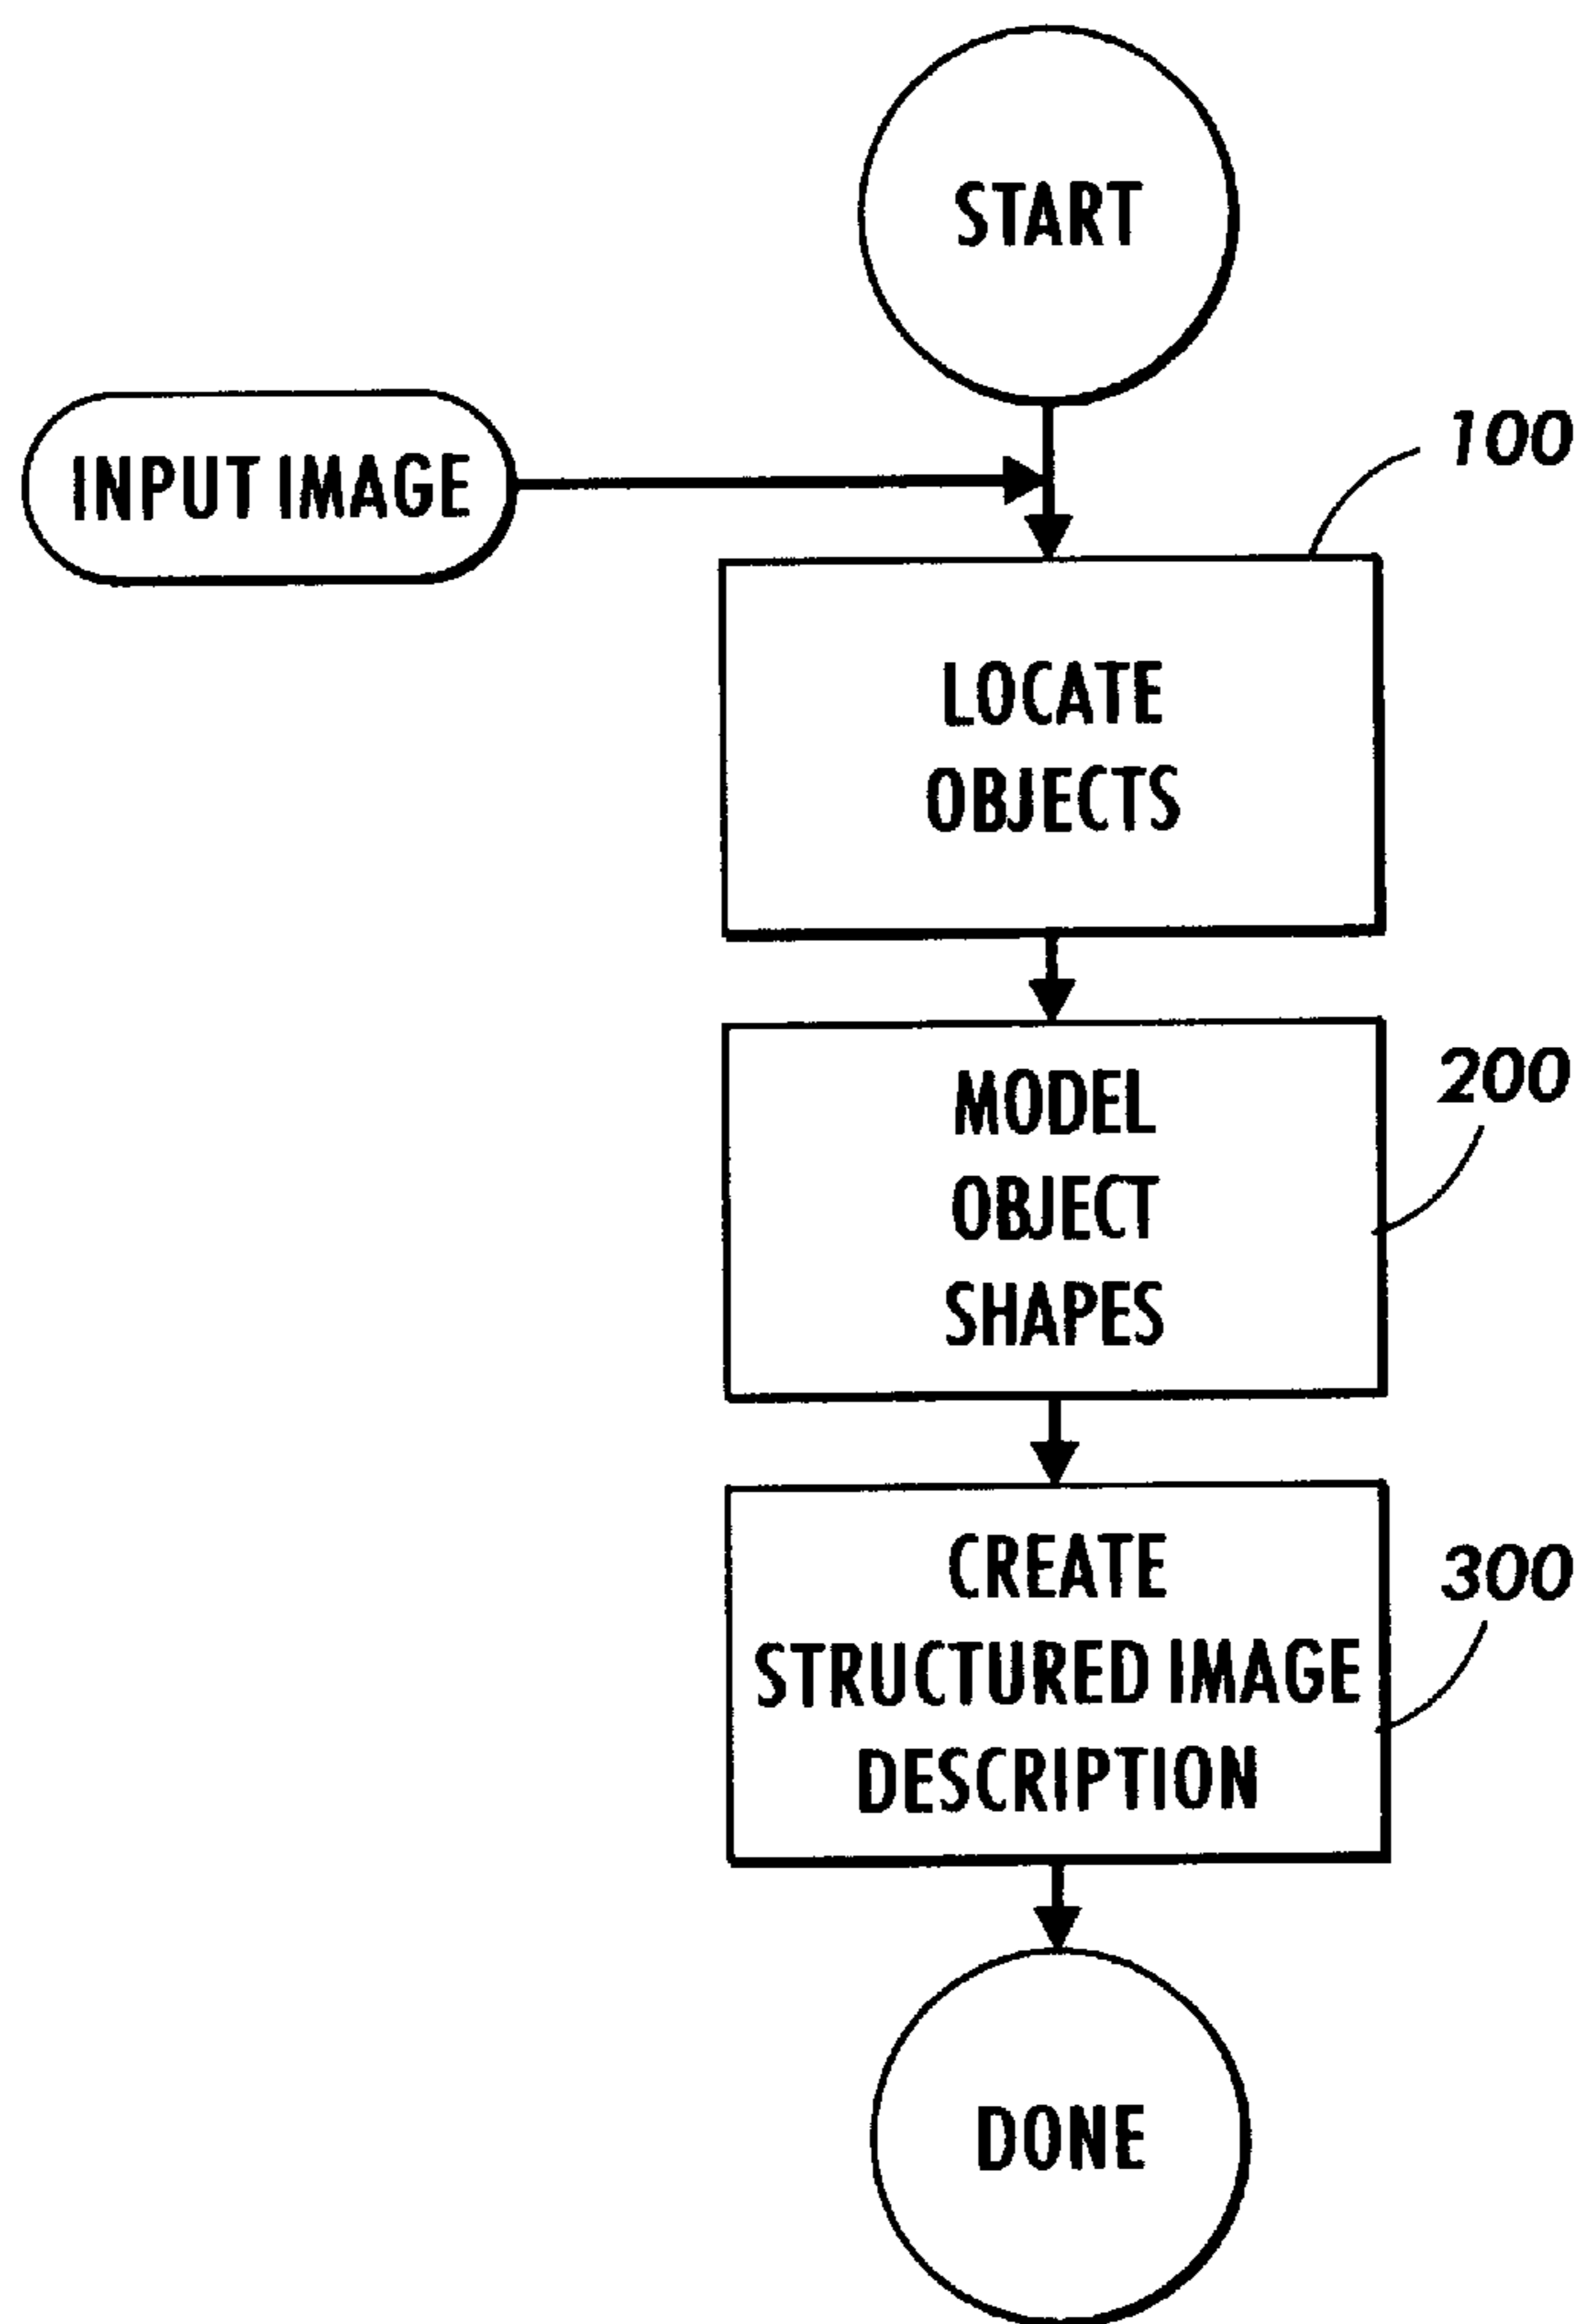 START
INPUT IMAGE
100
LOCATE
OBJECTS
200
MODEL
OBJECT
SHAPES
300
CREATE
STRUCTURED IMAGE
DESCRIPTION
DONE